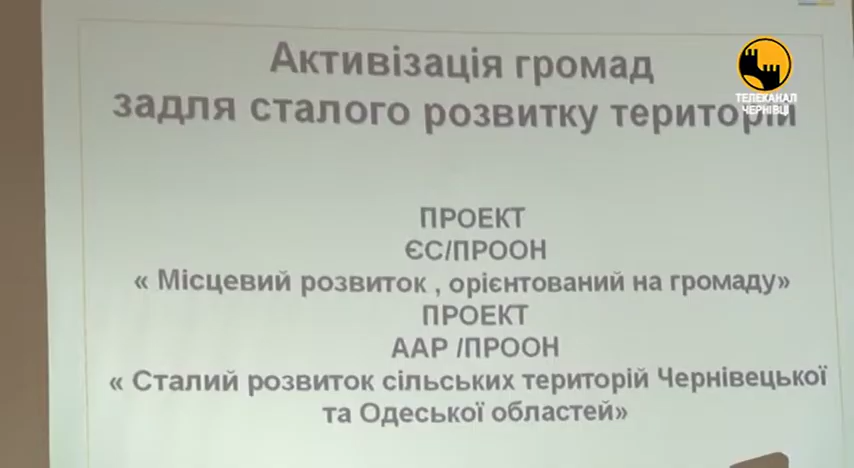 Активізація громад
задля сталого розвитку територій
ТЕЛЕКАНАЛ
ЧЕРНІВЦІ
ПРОЕКТ
ЄС/ПРООН
« Місцевий розвиток , орієнтований на громаду»
ПРОЕКТ
ААР /ПРООН
« Сталий розвиток сільських територій Чернівецької
та Одеської областей»